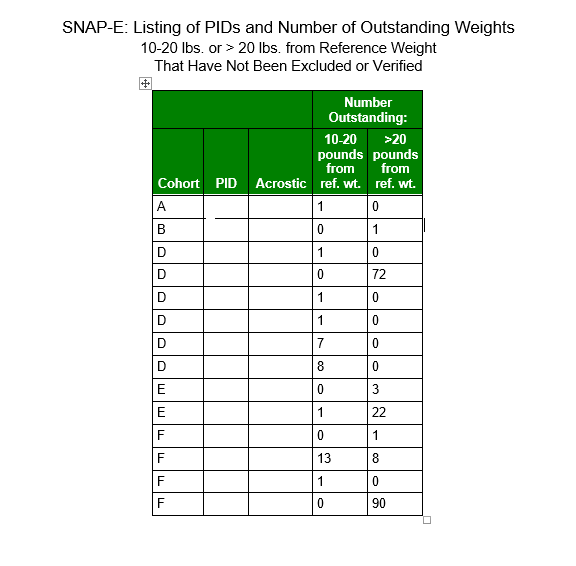 SNAP-E: Listing of PIDs and Number of Outstanding Weights
10-20 lbs. or > 20 lbs. from Reference Weight
That Have Not Been Excluded or Verified
Number
Outstanding:
10-20 >20
pounds pounds
from from
Cohort PID Acrostic ref. wt. ref. wt.
A 1 0
B 0 1
D 1 0
D 0 72
D 1 0
D 1 0
D 7 0
D 8 0
E 0 3
E 1 22
F 0 1
F 13 8
F 1 0
F 0 90